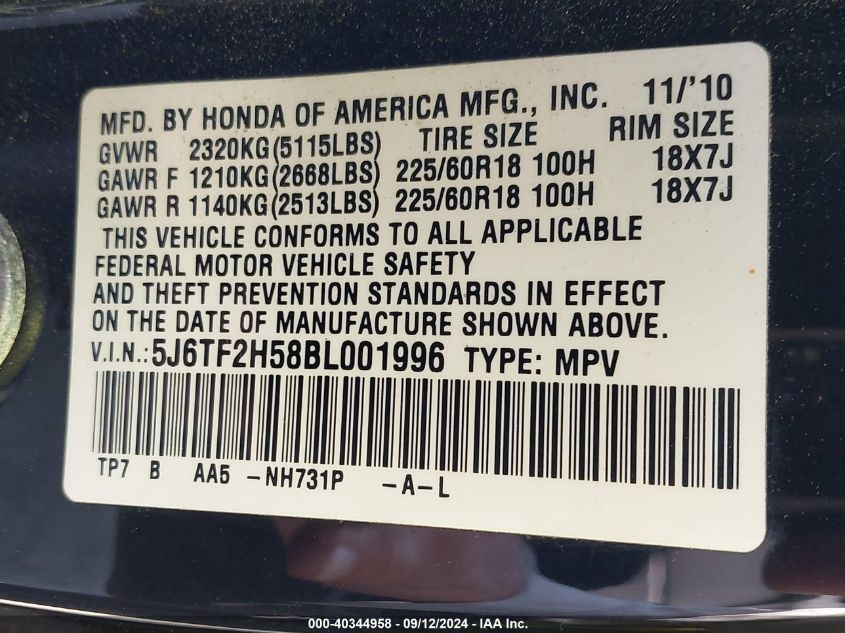 MFD. BY HONDA OF AMERICA MFG., INC. 11/'10
GVWR 2320KG(5115LBS) TIRE SIZE RIM SIZE
GAWR F 1210KG(2668LBS) 225/60R18 100H 18X7J
GAWR R 1140KG(2513LBS) 225/60R18 100H 18X7J
THIS VEHICLE CONFORMS TO ALL APPLICABLE
FEDERAL MOTOR VEHICLE SAFETY
AND THEFT PREVENTION STANDARDS IN EFFECT
ON THE DATE OF MANUFACTURE SHOWN ABOVE.
V.I.N.: 5J6TF2H58BL001996 TYPE: MPV
TP7 B AA5 -NH731P -A-L
000-40344958 - 09/12/2024 - IAA Inc.